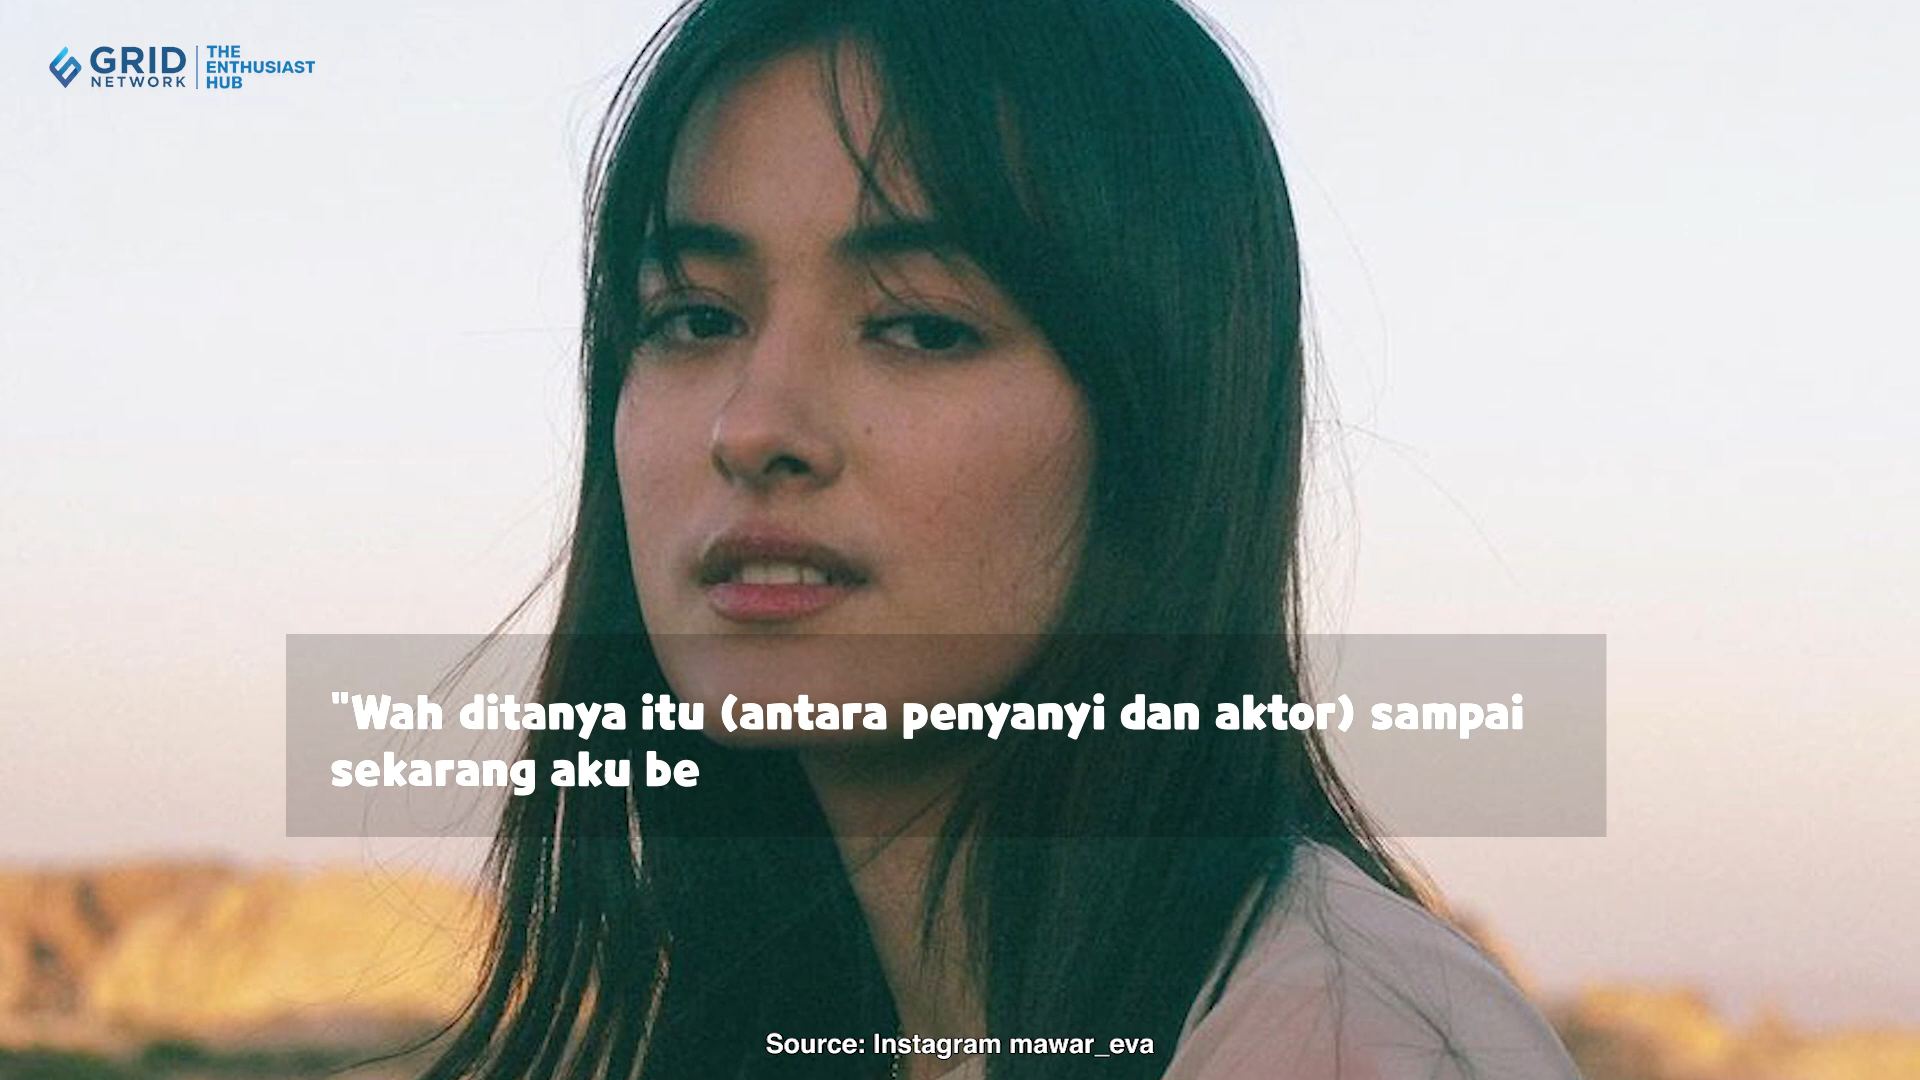 GRID
NETWORK
THE
ENTHUSIAST
HUB
"Wah ditanya itu (antara penyanyi dan aktor) sampai
sekarang aku be
Source: Instagram mawar_eva